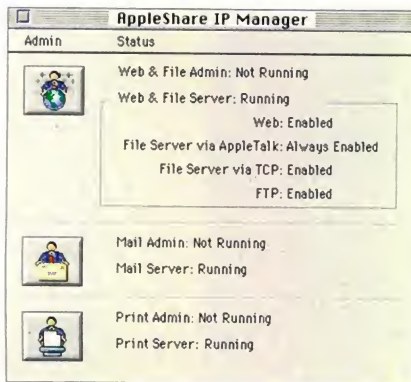 AppleShare IP Manager
Admin Status
Web & File Admin: Not Running
Web & File Server: Running
Web: Enabled
File Server via AppleTalk: Always Enabled
File Server via TCP: Enabled
FTP: Enabled
Mail Admin: Not Running
Mail Server: Running
Print Admin: Not Running
Print Server: Running